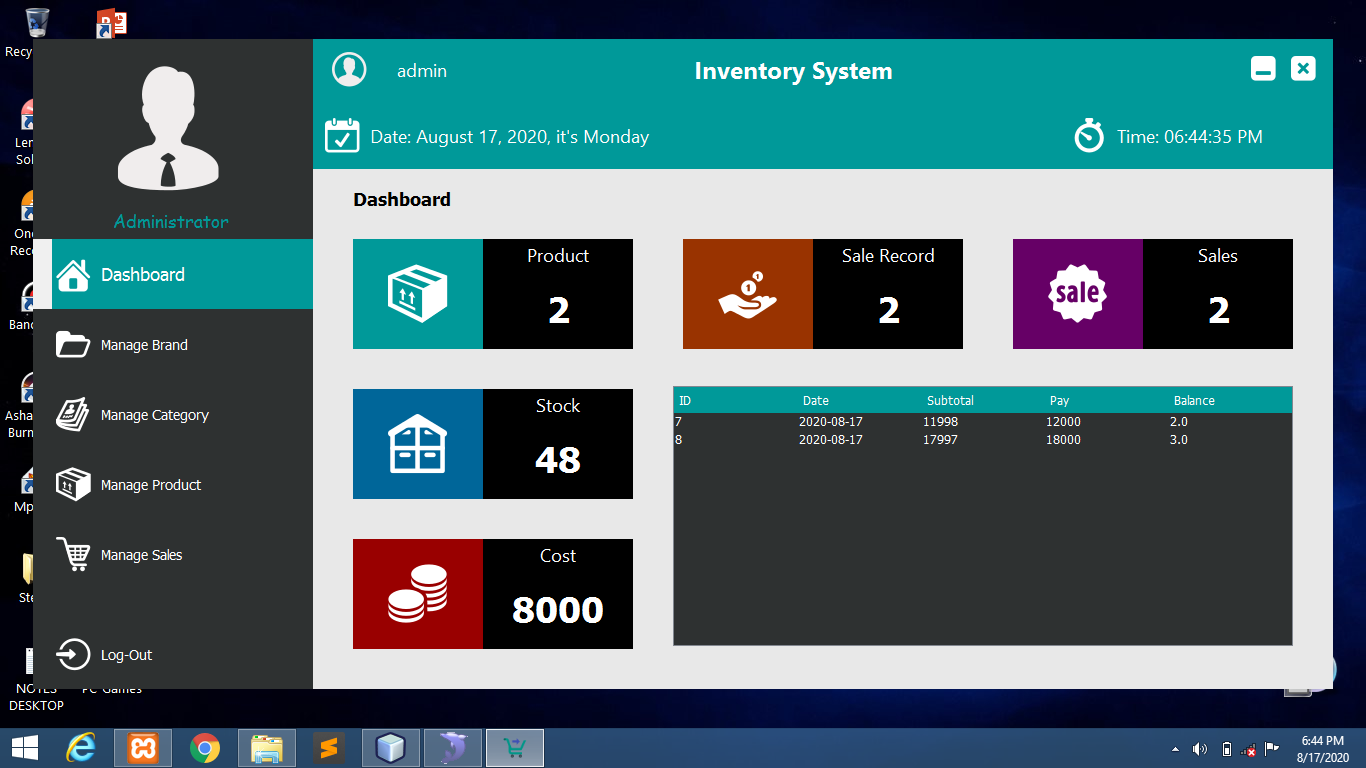 Recy
Len
Sol
On
Rec
Ban
Asha
Burn
Mp
Ste
NOTES
DESKTOP
PC Games
Administrator
Dashboard
Manage Brand
Manage Category
Manage Product
Manage Sales
Log-Out
admin
Inventory System
Date: August 17, 2020, it's Monday
Time: 06:44:35 PM
Dashboard
Product
2
Sale Record
2
sale
Sales
2
Stock
48
Cost
8000
ID Date Subtotal Pay Balance
7 2020-08-17 11998 12000 2.0
8 2020-08-17 17997 18000 3.0
6:44 PM
8/17/2020